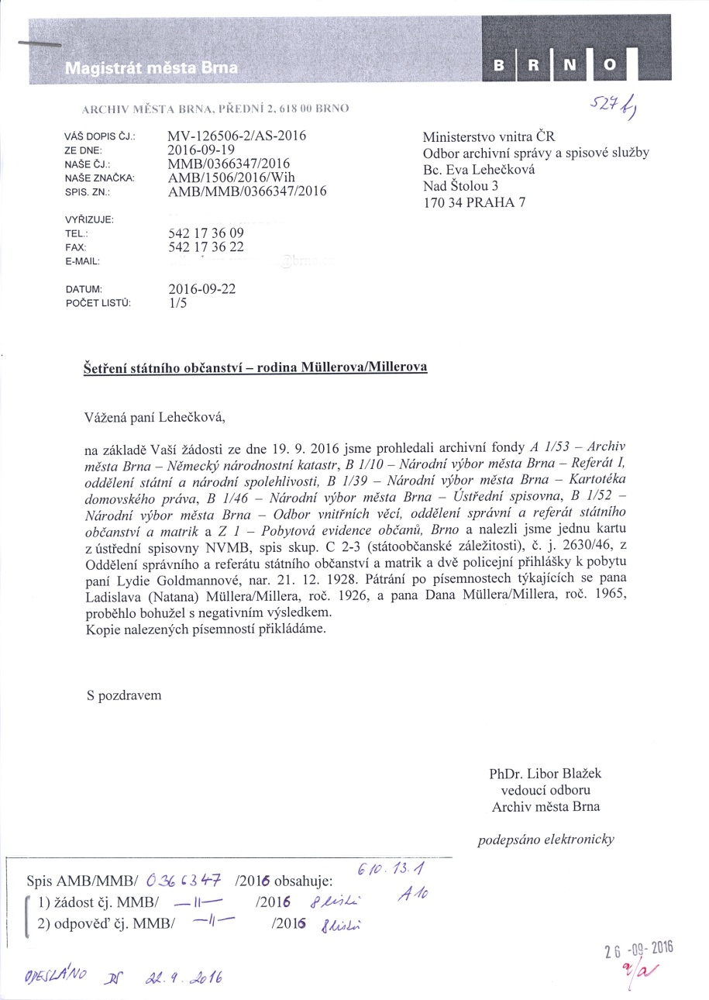 Magistrát města Brna
B R N O
ARCHIV MĚSTA BRNA, PŘEDNÍ 2, 618 00 BRNO
VÁŠ DOPIS ČJ.: MV-126506-2/AS-2016
ZE DNE: 2016-09-19
NAŠE ČJ.: MMB/0366347/2016
NAŠE ZNAČKA: AMB/1506/2016/Wih
SPIS. ZN.: AMB/MMB/0366347/2016
VYŘIZUJE:
TEL.: 542 17 36 09
FAX: 542 17 36 22
E-MAIL:
DATUM: 2016-09-22
POČET LISTŮ: 1/5
527
Ministerstvo vnitra ČR
Odbor archivní správy a spisové služby
Bc. Eva Lehečková
Nad Štolou 3
170 34 PRAHA 7
Šetření státního občanství – rodina Müllerova/Millerova
Vážená paní Lehečková,
na základě Vaší žádosti ze dne 19. 9. 2016 jsme prohledali archivní fondy A 1/53 – Archiv
města Brna – Německý národnostní katastr, B 1/10 – Národní výbor města Brna – Referát I,
oddělení státní a národní spolehlivosti, B 1/39 – Národní výbor města Brna – Kartotéka
domovského práva, B 1/46 – Národní výbor města Brna – Ústřední spisovna, B 1/52 –
Národní výbor města Brna – Odbor vnitřních věcí, oddělení správní a referát státního
občanství a matrik a Z 1 – Pobytová evidence občanů, Brno a nalezli jsme jednu kartu
z ústřední spisovny NVMB, spis skup. C 2-3 (státoobčanské záležitosti), č. j. 2630/46, z
Oddělení správního a referátu státního občanství a matrik a dvě policejní přihlášky k pobytu
paní Lydie Goldmannové, nar. 21. 12. 1928. Pátrání po písemnostech týkajících se pana
Ladislava (Natana) Müllera/Millera, roč. 1926, a pana Dana Müllera/Millera, roč. 1965,
proběhlo bohužel s negativním výsledkem.
Kopie nalezených písemností přikládáme.
S pozdravem
PhDr. Libor Blažek
vedoucí odboru
Archiv města Brna
podepsáno elektronicky
Spis AMB/MMB/ 0366347 /2016 obsahuje:
1) žádost čj. MMB/ —||— /2016 8 listů
2) odpověď čj. MMB/ —||— /2016 8 listů
610.13.1
A10
ODESLÁNO DS 22.9.2016
26 -09- 2016
a/a